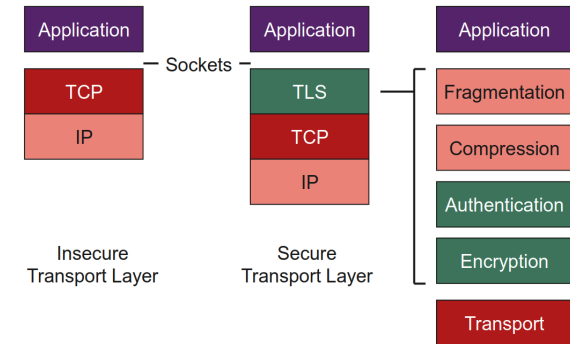 Application
TCP
IP
Insecure
Transport Layer
Sockets
Application
TLS
TCP
IP
Secure
Transport Layer
Application
Fragmentation
Compression
Authentication
Encryption
Transport